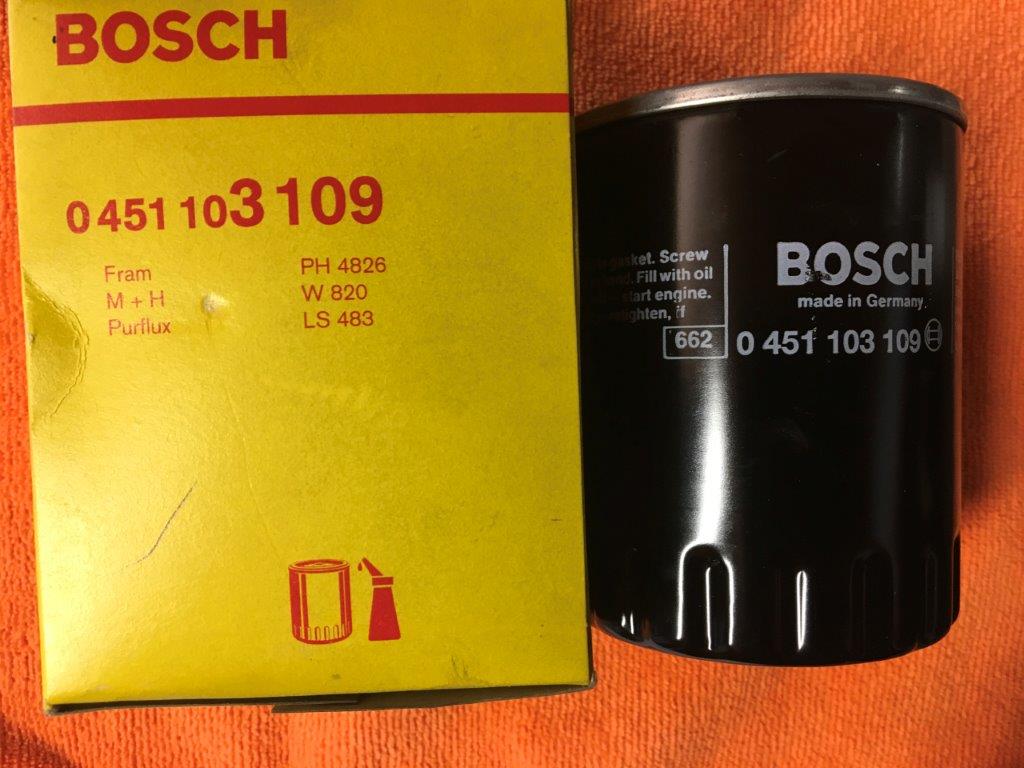 BOSCH
0 451 103 109
Fram PH 4826
M + H W 820
Purflux LS 483
gasket. Screw
hand. Fill with oil
start engine.
662
BOSCH
made in Germany
0 451 103 109